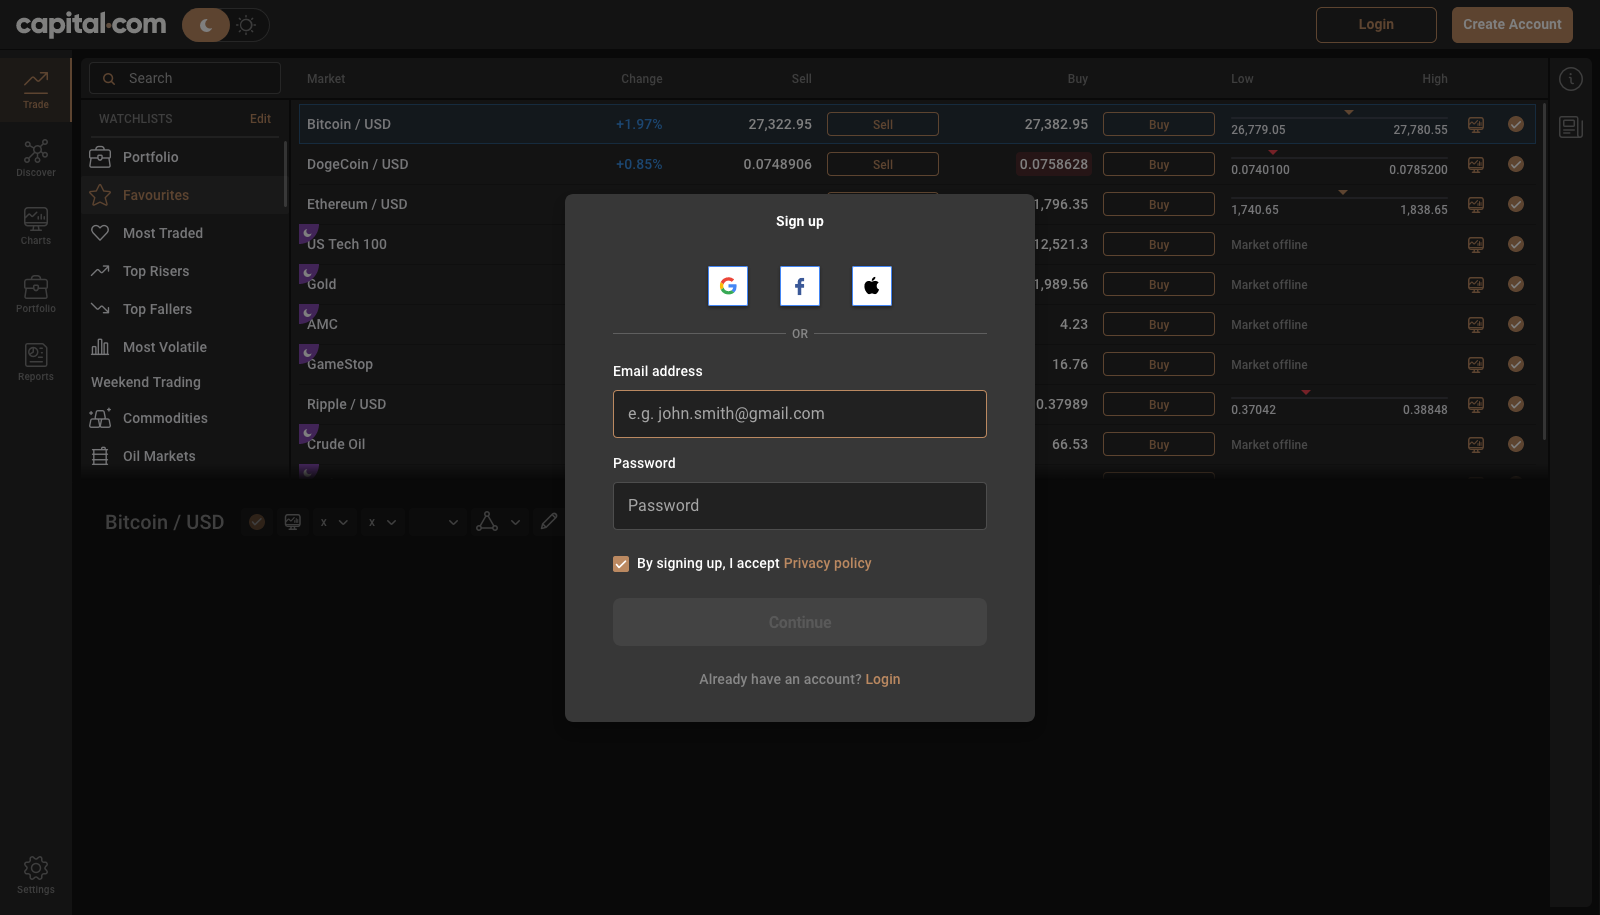 capital.com
Login
Create Account
Trade
Discover
Charts
Portfolio
Reports
Settings
Search
WATCHLISTS Edit
Portfolio
Favourites
Most Traded
Top Risers
Top Fallers
Most Volatile
Weekend Trading
Commodities
Oil Markets
Market Change Sell Buy Low High
Bitcoin / USD +1.97% 27,322.95 Sell 27,382.95 Buy 26,779.05 27,780.55
DogeCoin / USD +0.85% 0.0748906 Sell 0.0758628 Buy 0.0740100 0.0785200
Ethereum / USD 1,796.35 Buy 1,740.65 1,838.65
US Tech 100 12,521.3 Buy Market offline
Gold 1,989.56 Buy Market offline
AMC 4.23 Buy Market offline
GameStop 16.76 Buy Market offline
Ripple / USD 0.37989 Buy 0.37042 0.38848
Crude Oil 66.53 Buy Market offline
Bitcoin / USD x x
Sign up
OR
Email address
e.g. john.smith@gmail.com
Password
Password
By signing up, I accept Privacy policy
Continue
Already have an account? Login